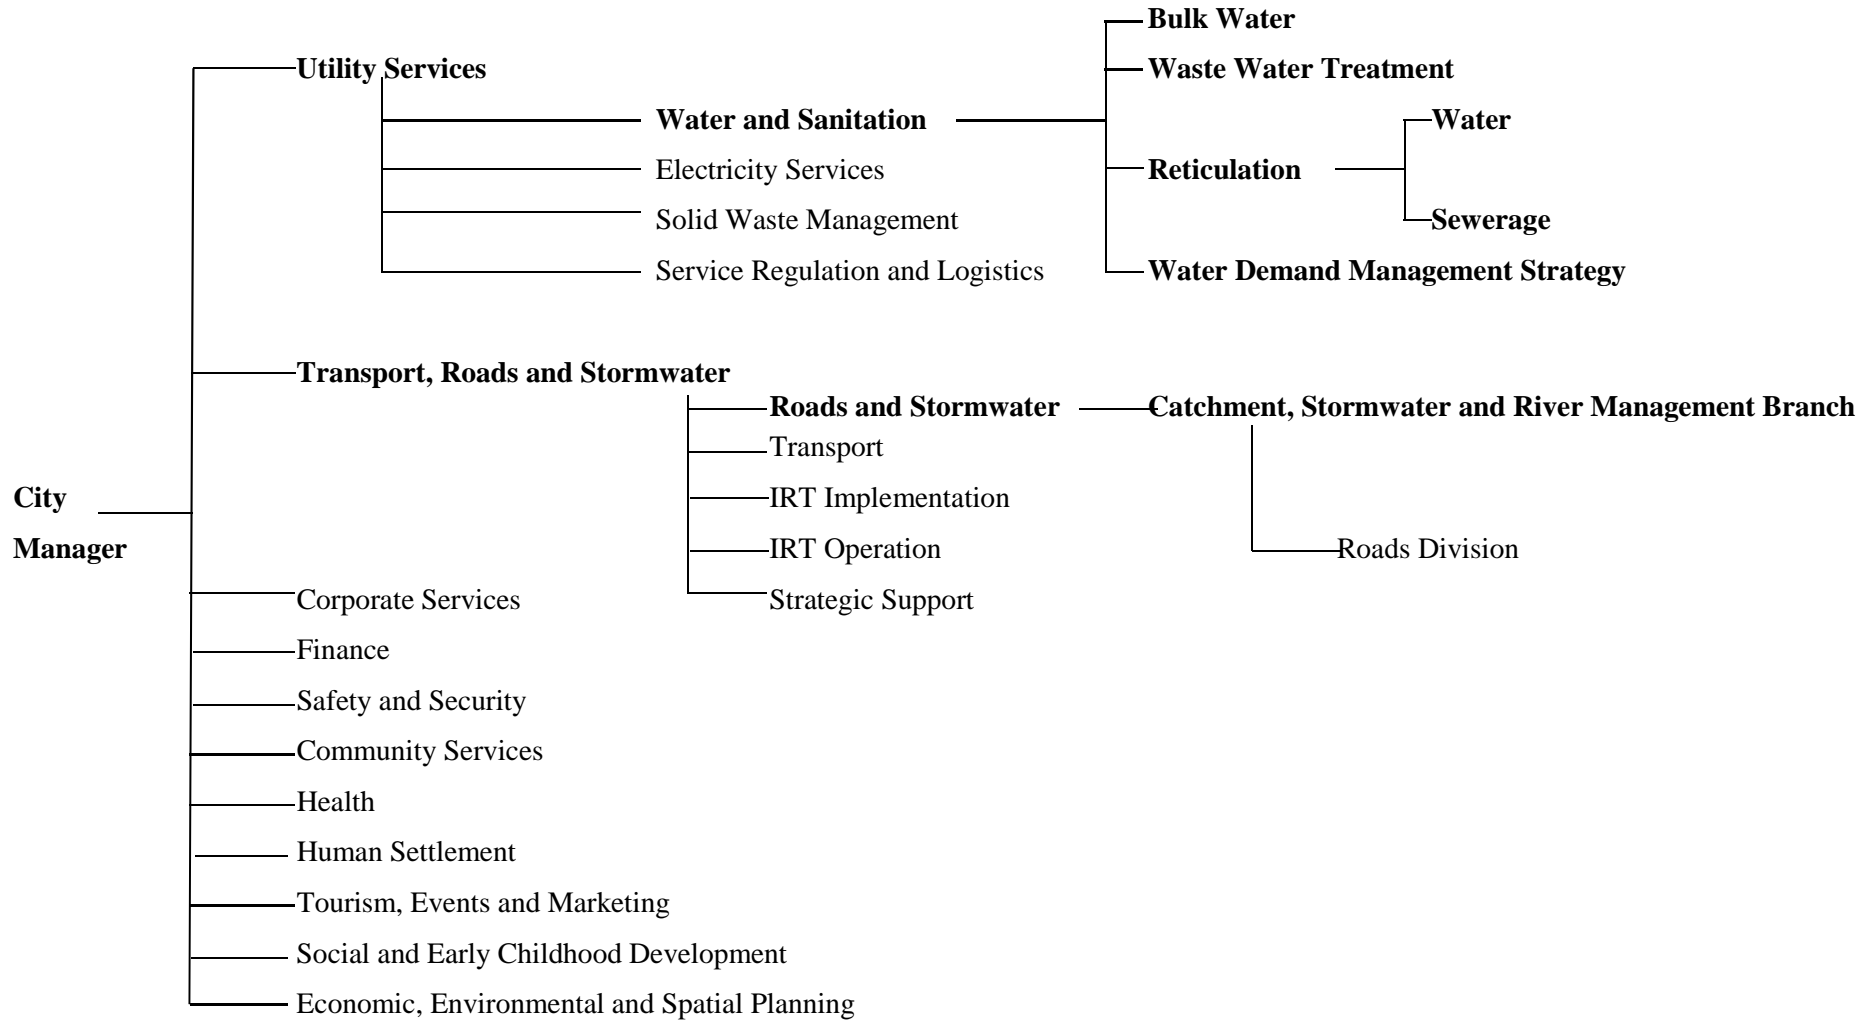 Bulk Water
Utility Services
Waste Water Treatment
Water and Sanitation
Water
Electricity Services
Reticulation
Solid Waste Management
Sewerage
Service Regulation and Logistics
Water Demand Management Strategy
Transport, Roads and Stormwater
Roads and Stormwater
Catchment, Stormwater and River Management Branch
Transport
City
Manager
IRT Implementation
IRT Operation
Roads Division
Corporate Services
Strategic Support
Finance
Safety and Security
Community Services
Health
Human Settlement
Tourism, Events and Marketing
Social and Early Childhood Development
Economic, Environmental and Spatial Planning